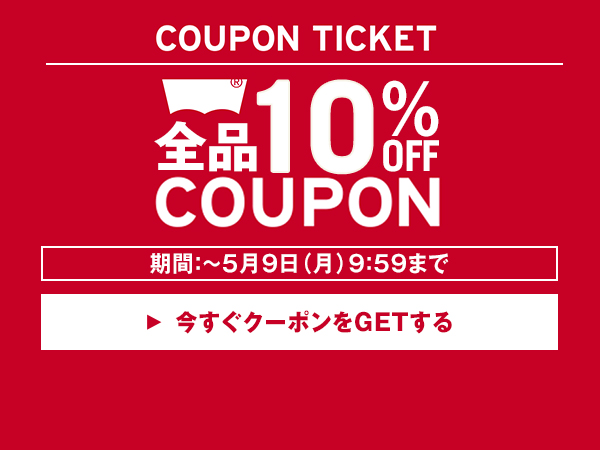 COUPON TICKET
®
全品10%OFF
COUPON
期間:～5月9日(月)9:59まで
▶ 今すぐクーポンをGETする